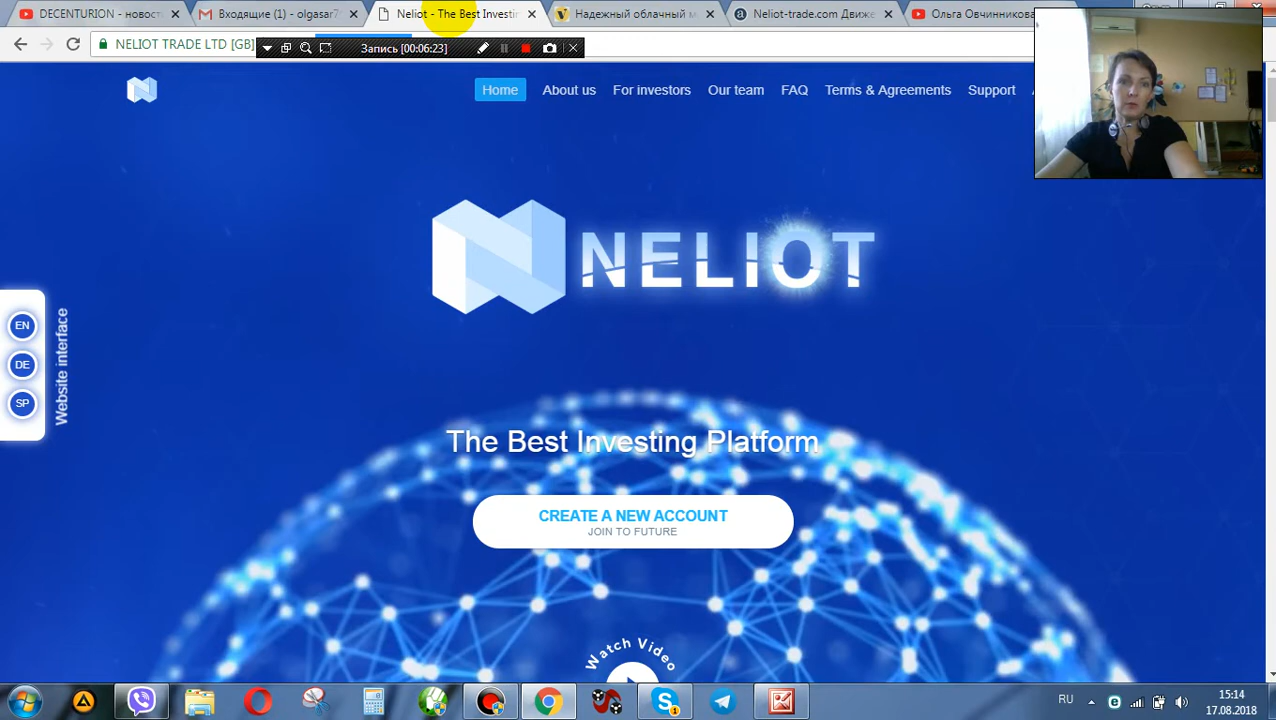 DECENTURION - новост
Входящие (1) - olgasar7
Neliot - The Best Investi
Надежный облачный м
Neliot-trade.com Движе
Ольга Овчинникова
NELIOT TRADE LTD [GB]
Запись [00:06:23]
Home
About us
For investors
Our team
FAQ
Terms & Agreements
Support
NELIOT
EN
DE
SP
Website interface
The Best Investing Platform
CREATE A NEW ACCOUNT
JOIN TO FUTURE
Watch Video
RU
15:14
17.08.2018